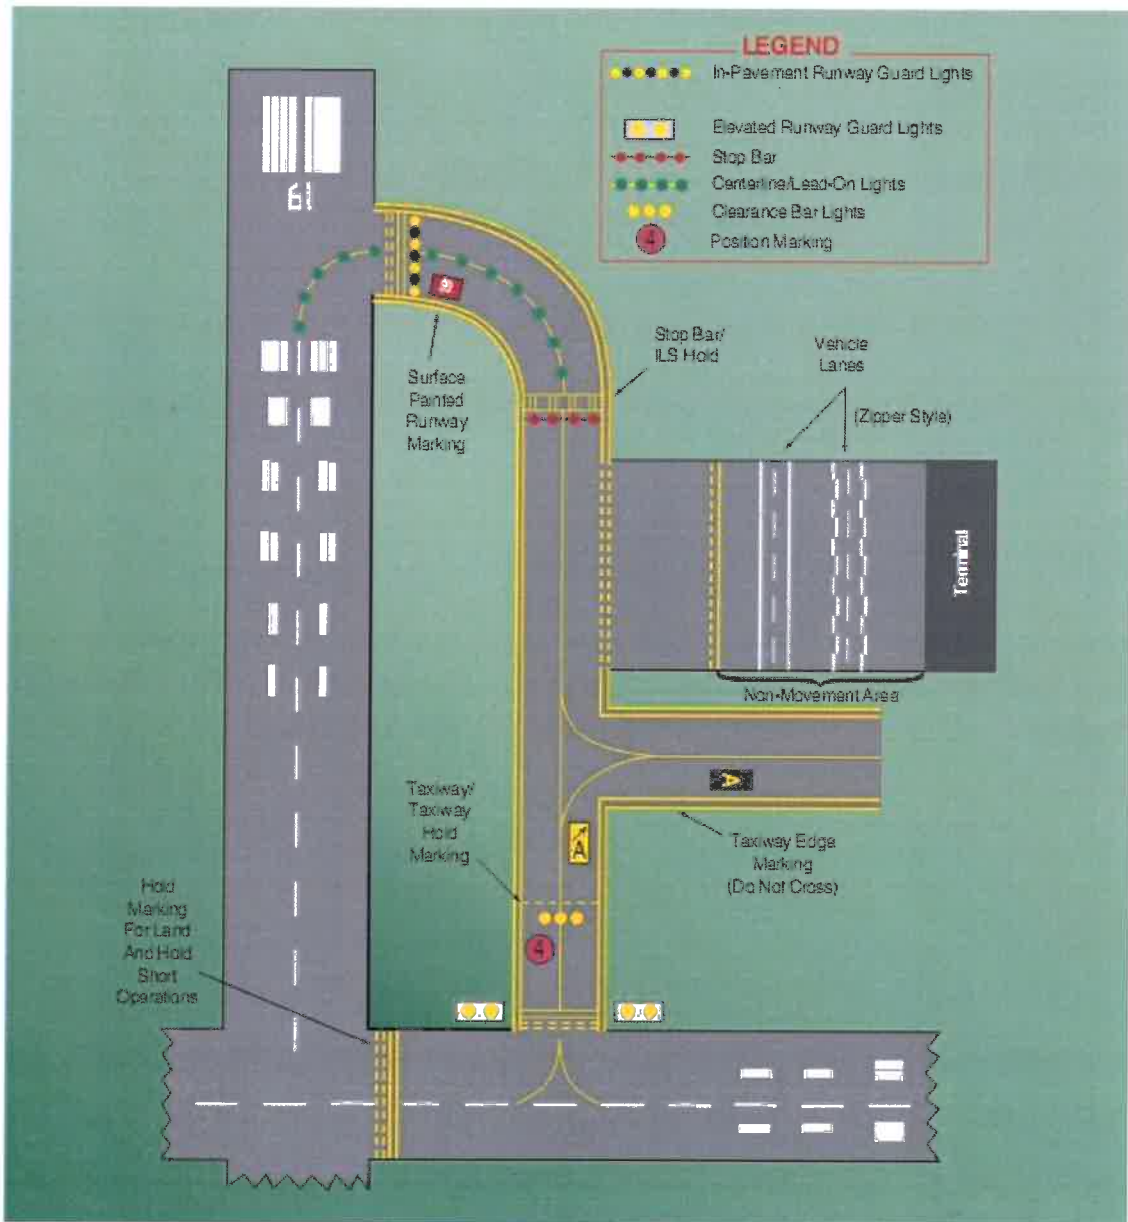 LEGEND
In-Pavement Runway Guard Lights
Elevated Runway Guard Lights
Stop Bar
Centerline/Lead-On Lights
Clearance Bar Lights
4
Position Marking
19
Stop Bar/
ILS Hold
Vehicle
Lanes
(Zipper Style)
Surface
Painted
Runway
Marking
Terminal
Non-Movement Area
A
Taxiway/
Taxiway
Hold
Marking
A
Taxiway Edge
Marking
(Do Not Cross)
Hold
Marking
For Land
And Hold
Short
Operations
4